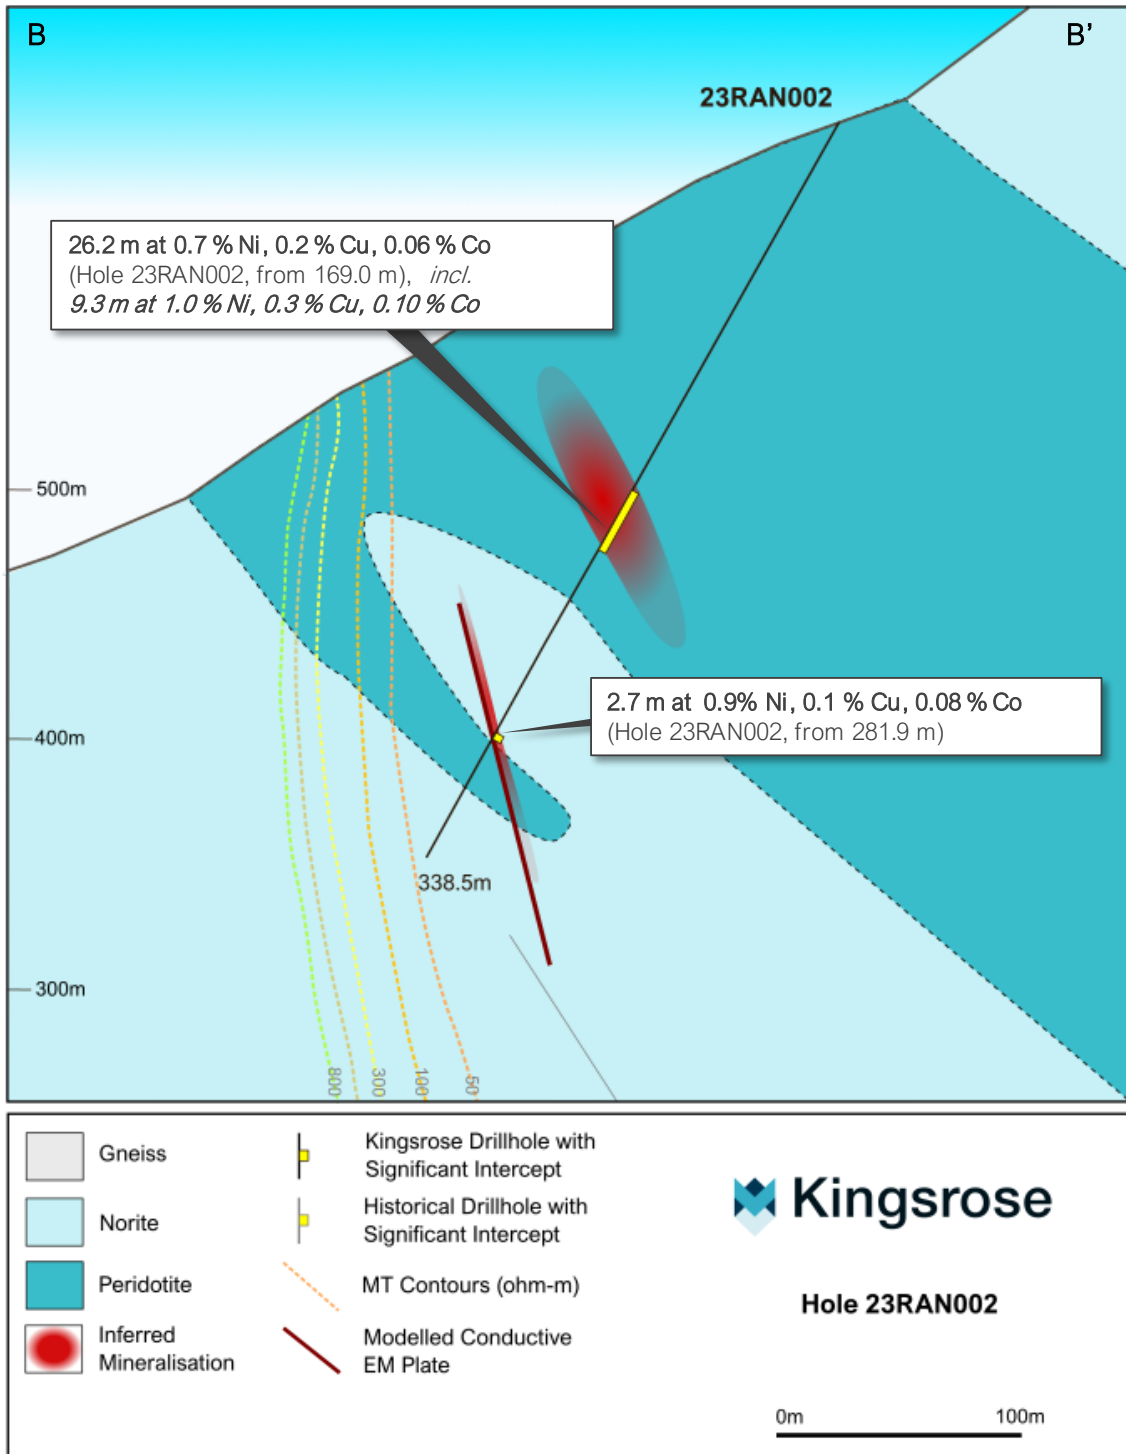 B
B’
23RAN002
26.2 m at 0.7 % Ni, 0.2 % Cu, 0.06 % Co
(Hole 23RAN002, from 169.0 m), incl.
9.3 m at 1.0 % Ni, 0.3 % Cu, 0.10 % Co
500m
2.7 m at 0.9% Ni, 0.1 % Cu, 0.08 % Co
(Hole 23RAN002, from 281.9 m)
400m
338.5m
300m
800
300
100
50
Gneiss
Norite
Peridotite
Inferred
Mineralisation
Kingsrose Drillhole with
Significant Intercept
Historical Drillhole with
Significant Intercept
MT Contours (ohm-m)
Modelled Conductive
EM Plate
Kingsrose
Hole 23RAN002
0m
100m